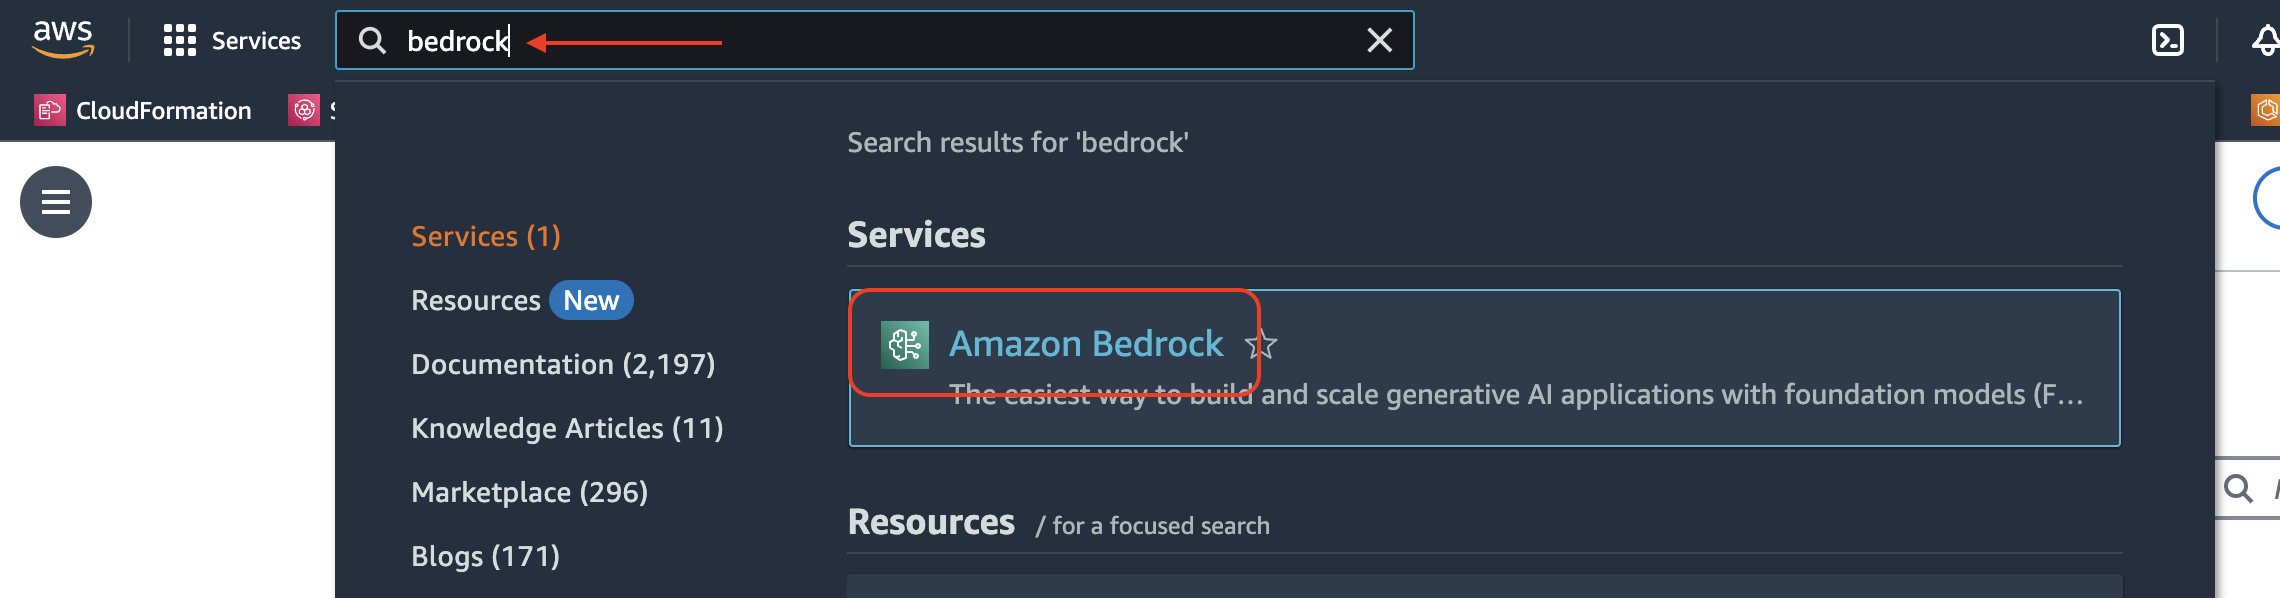 aws
Services
bedrock
CloudFormation
Search results for 'bedrock'
Services (1)
Resources New
Documentation (2,197)
Knowledge Articles (11)
Marketplace (296)
Blogs (171)
Services
Amazon Bedrock
The easiest way to build and scale generative AI applications with foundation models (F...
Resources / for a focused search